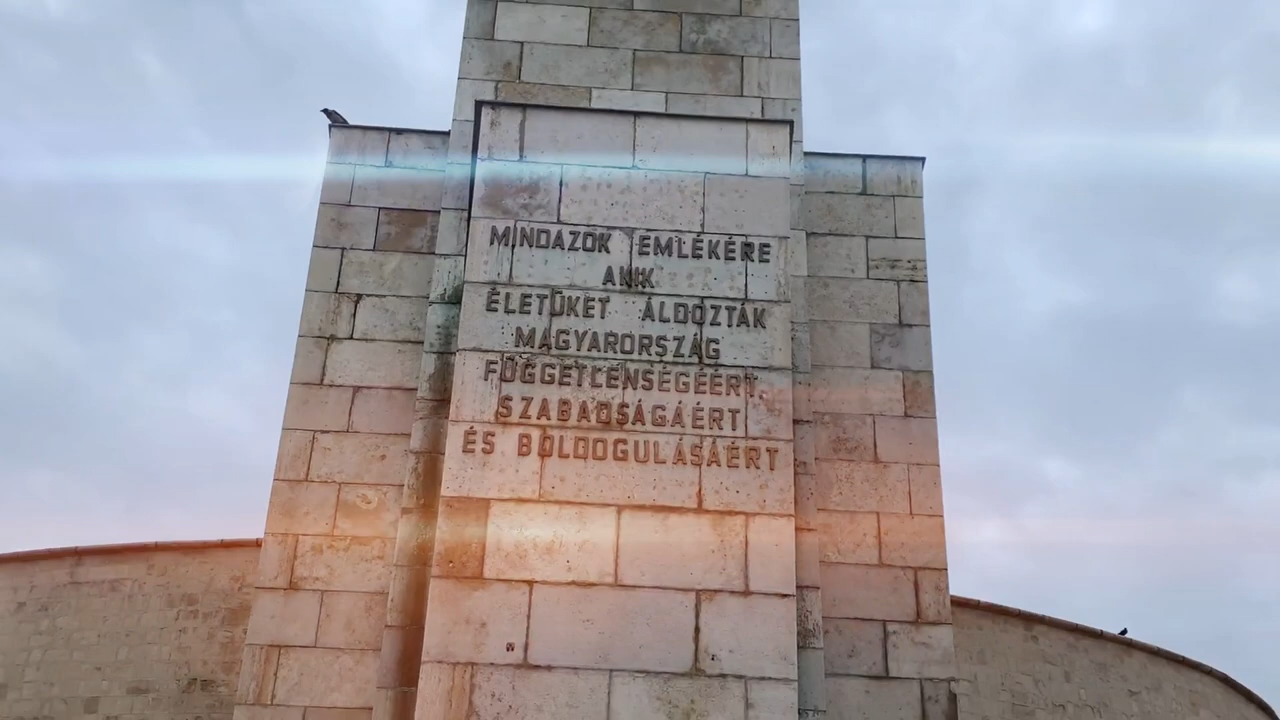 MINDAZOK EMLÉKÉRE
AKIK
ÉLETÜKET ÁLDOZTÁK
MAGYARORSZÁG
FÜGGETLENSÉGÉÉRT,
SZABADSÁGÁÉRT
ÉS BOLDOGULÁSÁÉRT